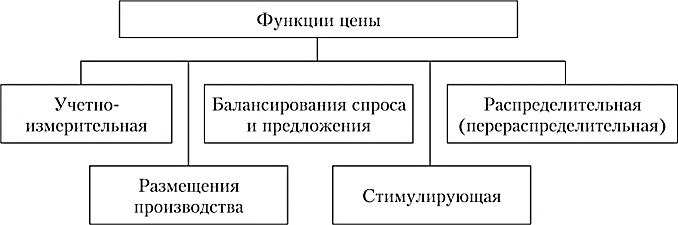 Функции цены
Учетно-
измерительная
Балансирования спроса
и предложения
Распределительная
(перераспределительная)
Размещения
производства
Стимулирующая